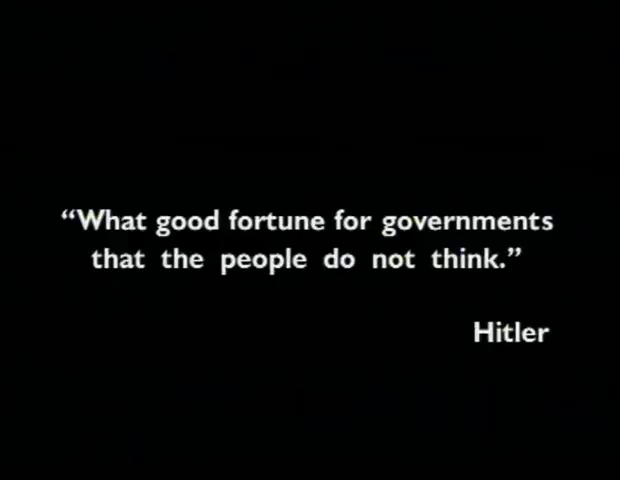 “What good fortune for governments
that the people do not think.”
Hitler